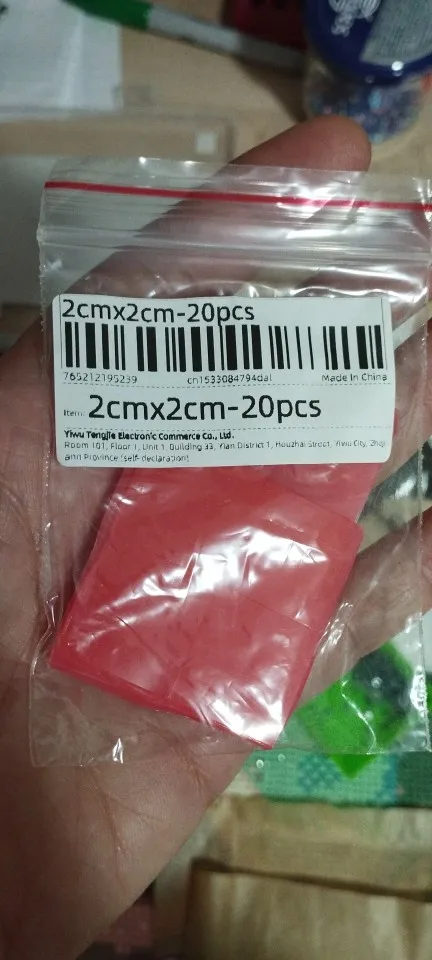 2cmx2cm-20pcs
765212195239 cn1533084794dal Made In China
Item: 2cmx2cm-20pcs
Yiwu Tengjie Electronic Commerce Co., Ltd.
Room 101, Floor 1, Unit 1, Building 33, Yian District 1, Houzhai Street, Yiwu City, Zhej
iang Province (self-declaration)